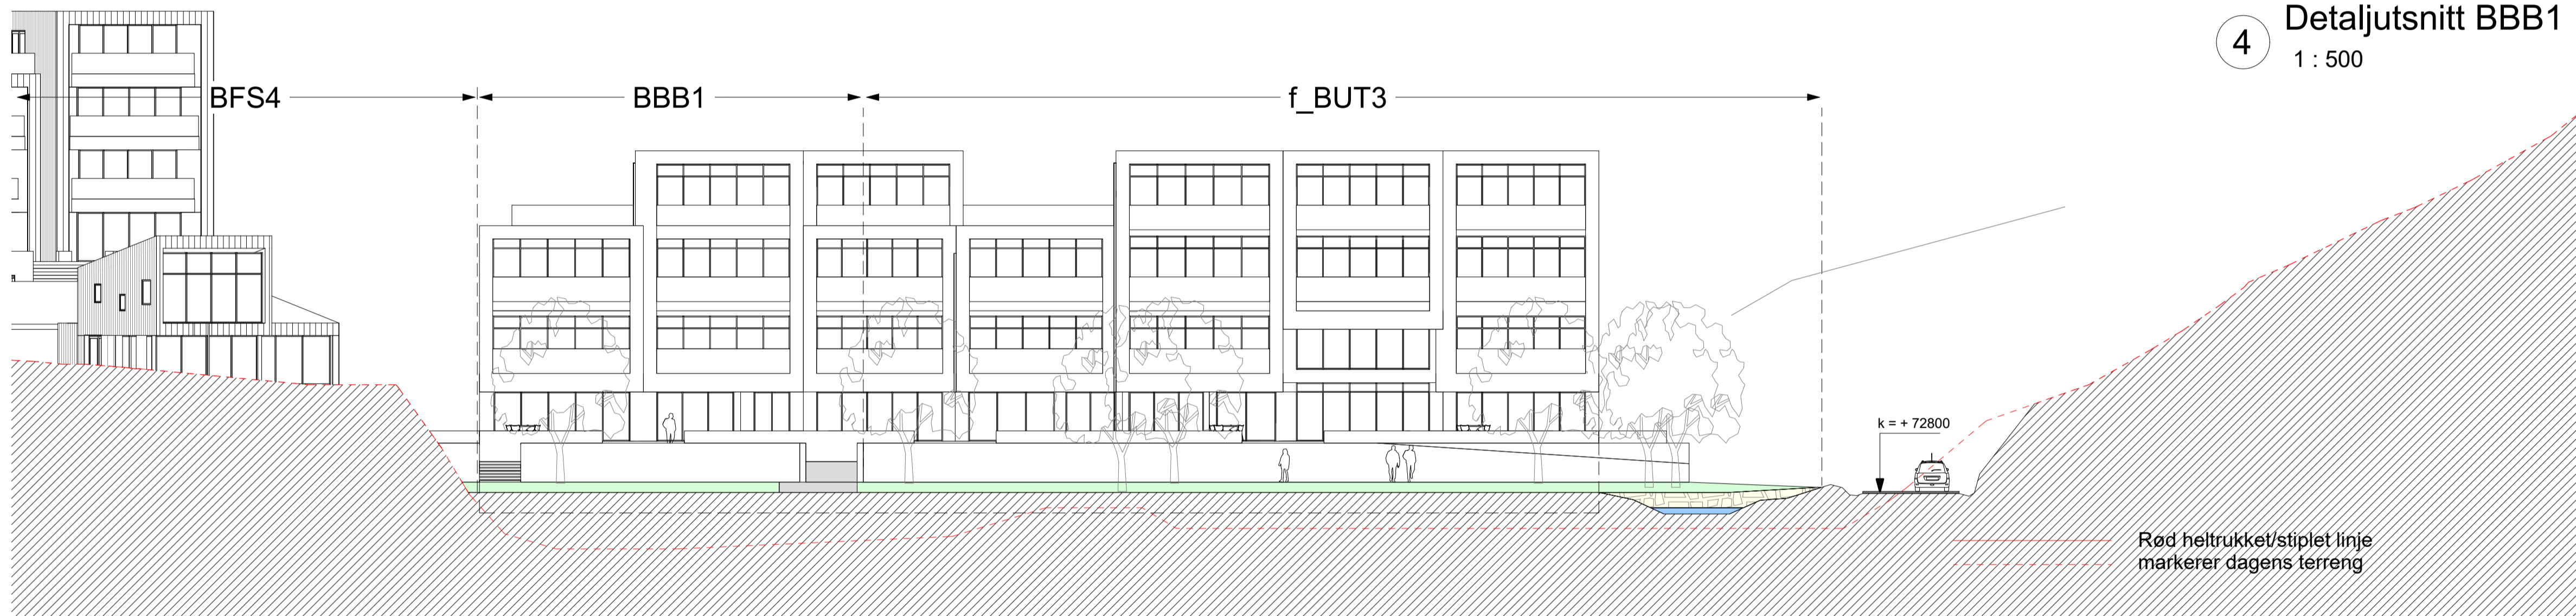 4
Detaljutsnitt BBB1
1 : 500
BFS4
BBB1
f_BUT3
k = + 72800
Rød heltrukket/stiplet linje
markerer dagens terreng